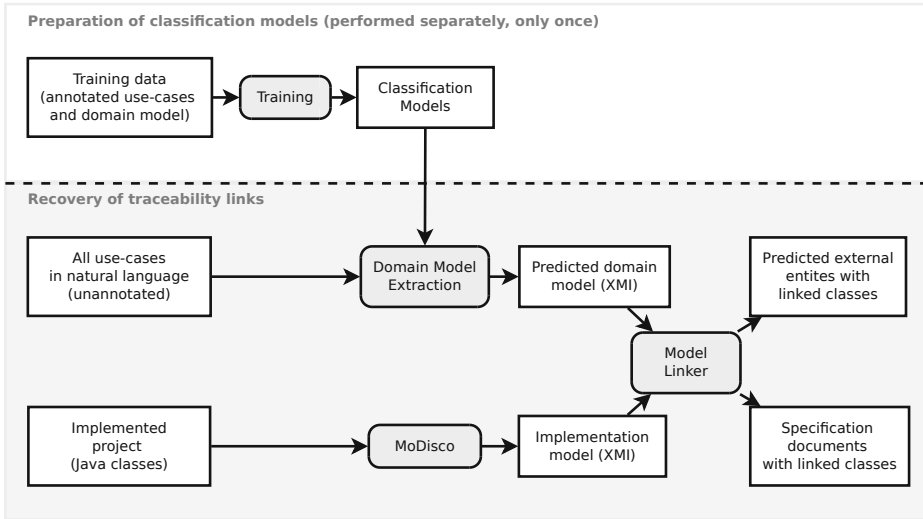 Preparation of classification models (performed separately, only once)
Training data
(annotated use-cases
and domain model)
Training
Classification
Models
Recovery of traceability links
All use-cases
in natural language
(unannotated)
Domain Model
Extraction
Predicted domain
model (XMI)
Predicted external
entites with
linked classes
Model
Linker
Implemented
project
(Java classes)
MoDisco
Implementation
model (XMI)
Specification
documents
with linked classes